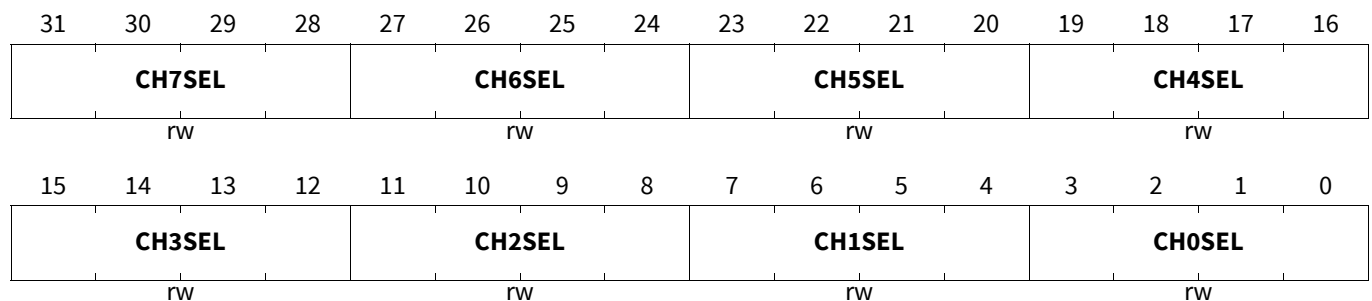 31 30 29 28 27 26 25 24 23 22 21 20 19 18 17 16
CH7SEL CH6SEL CH5SEL CH4SEL
rw rw rw rw
15 14 13 12 11 10 9 8 7 6 5 4 3 2 1 0
CH3SEL CH2SEL CH1SEL CH0SEL
rw rw rw rw